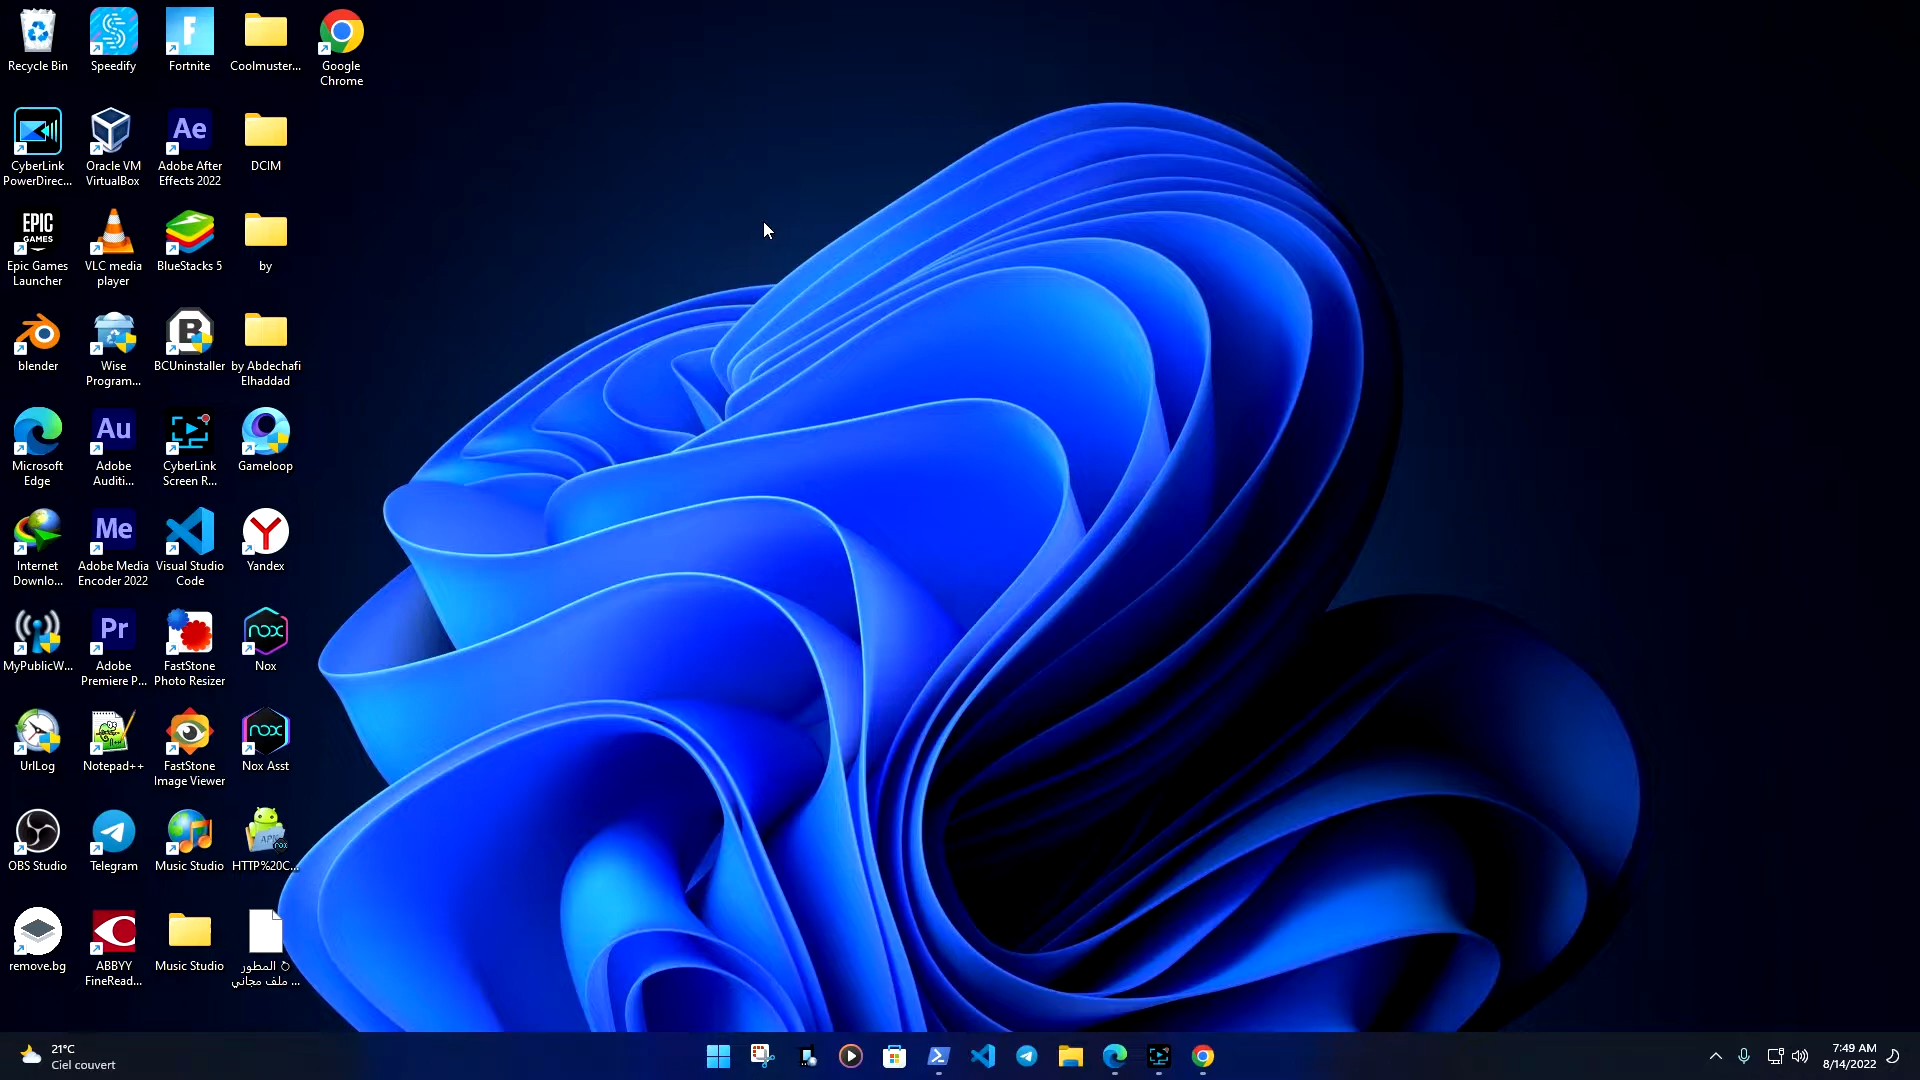 Recycle Bin
Speedify
Fortnite
Coolmuster...
Google
Chrome
CyberLink
PowerDirec...
Oracle VM
VirtualBox
Ae
Adobe After
Effects 2022
DCIM
EPIC
GAMES
Epic Games
Launcher
VLC media
player
BlueStacks 5
by
blender
Wise
Program...
B
BCUninstaller
by Abdechafi
Elhaddad
Microsoft
Edge
Au
Adobe
Auditi...
CyberLink
Screen R...
Gameloop
Internet
Downlo...
Me
Adobe Media
Encoder 2022
Visual Studio
Code
Yandex
MyPublicW...
Pr
Adobe
Premiere P...
FastStone
Photo Resizer
nox
Nox
UrlLog
Notepad++
FastStone
Image Viewer
nox
Nox Asst
OBS Studio
Telegram
Music Studio
HTTP%20C...
remove.bg
ABBYY
FineRead...
Music Studio
المطور
ملف مجاني ...
21°C
Ciel couvert
7:49 AM
8/14/2022